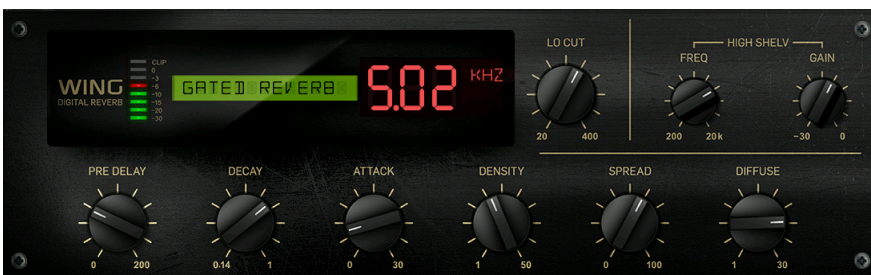 LO CUT
HIGH SHELV
CLIP
0
-3
-6
-10
-15
-20
-30
WING
DIGITAL REVERB
GATED REVERB
5.02 KHZ
FREQ
GAIN
20
400
200
20k
-30
0
PRE DELAY
DECAY
ATTACK
DENSITY
SPREAD
DIFFUSE
0
200
0.14
1
0
30
1
50
0
100
1
30